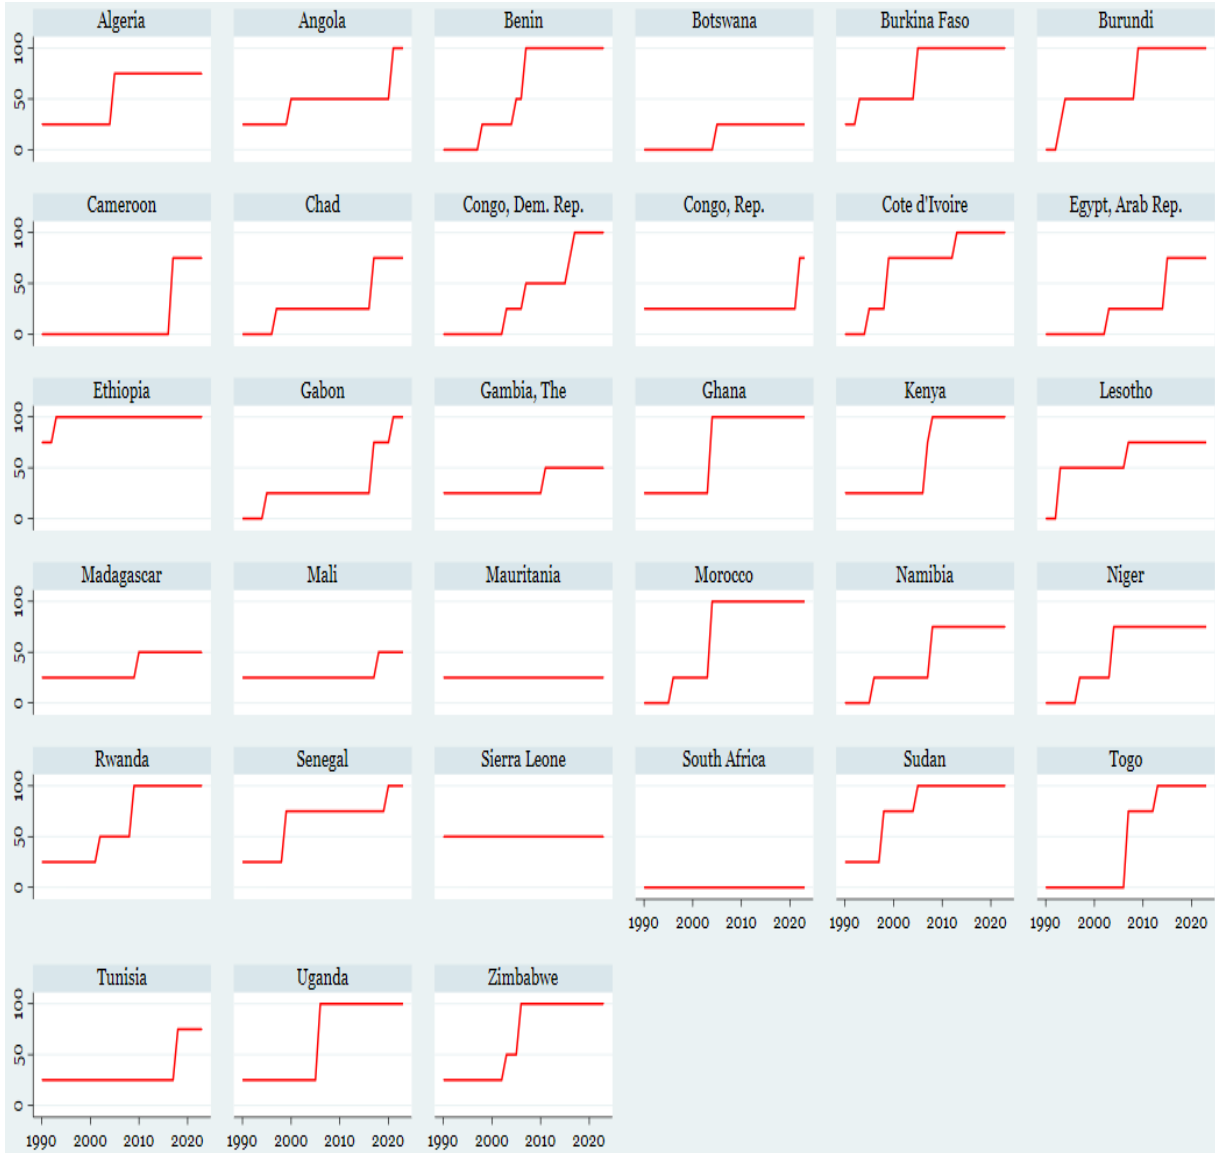 Algeria Angola Benin Botswana Burkina Faso Burundi
100
50
0
Cameroon Chad Congo, Dem. Rep. Congo, Rep. Cote d'Ivoire Egypt, Arab Rep.
100
50
0
Ethiopia Gabon Gambia, The Ghana Kenya Lesotho
100
50
0
Madagascar Mali Mauritania Morocco Namibia Niger
100
50
0
Rwanda Senegal Sierra Leone South Africa Sudan Togo
100
50
0
1990 2000 2010 2020 1990 2000 2010 2020 1990 2000 2010 2020
Tunisia Uganda Zimbabwe
100
50
0
1990 2000 2010 2020 1990 2000 2010 2020 1990 2000 2010 2020